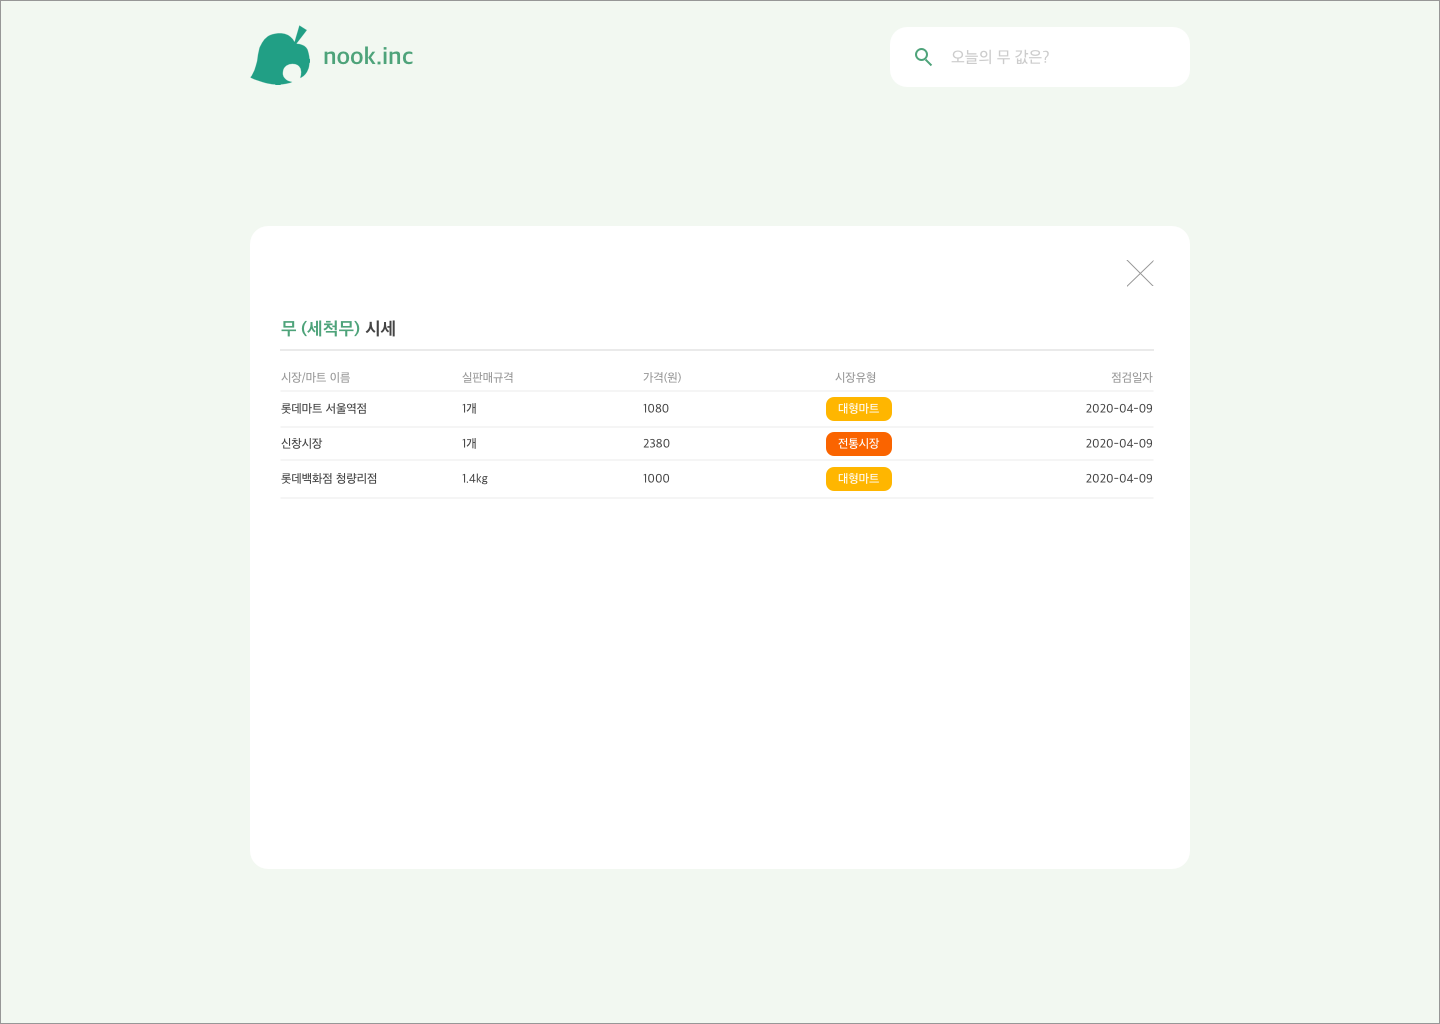 nook.inc
오늘의 무 값은?
무 (세척무) 시세
시장/마트 이름 실판매규격 가격(원) 시장유형 점검일자
롯데마트 서울역점 1개 1080 대형마트 2020-04-09
신창시장 1개 2380 전통시장 2020-04-09
롯데백화점 청량리점 1.4kg 1000 대형마트 2020-04-09